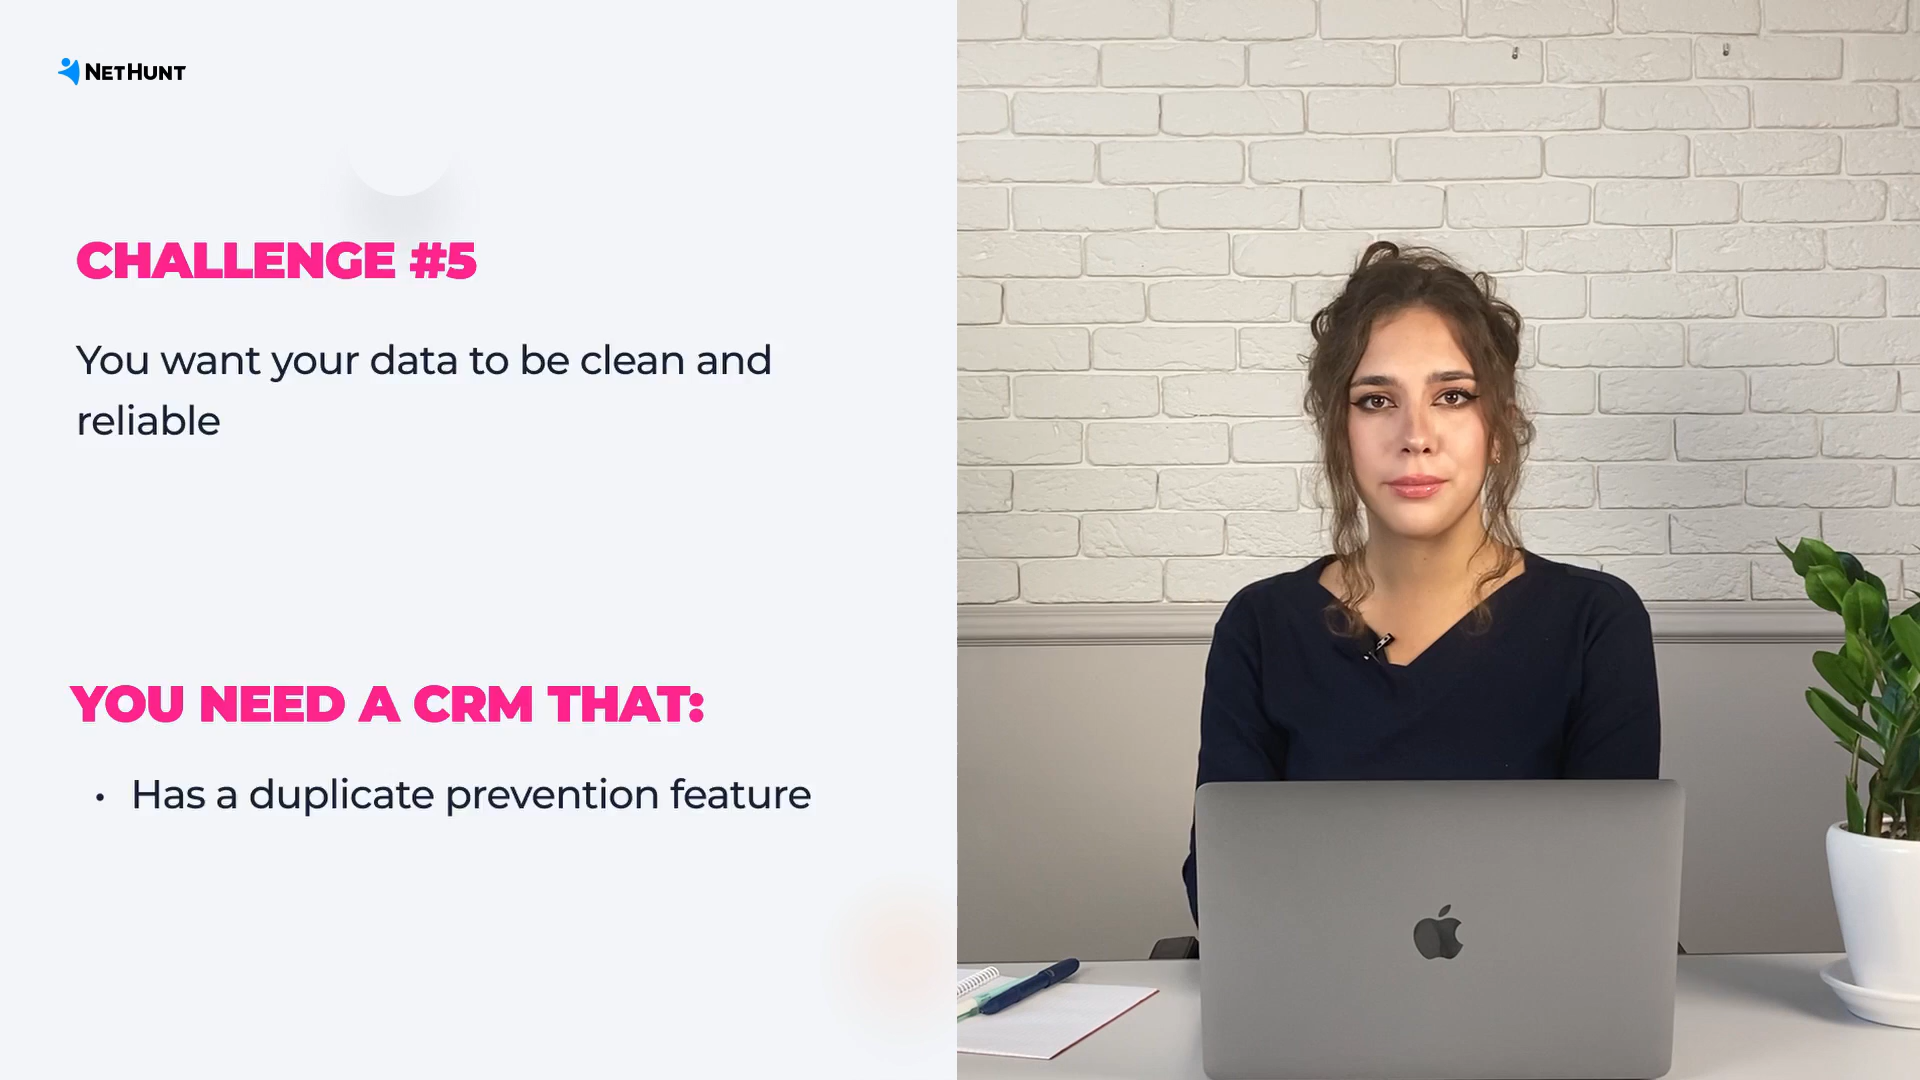 NETHUNT
CHALLENGE #5
You want your data to be clean and
reliable
YOU NEED A CRM THAT:
• Has a duplicate prevention feature